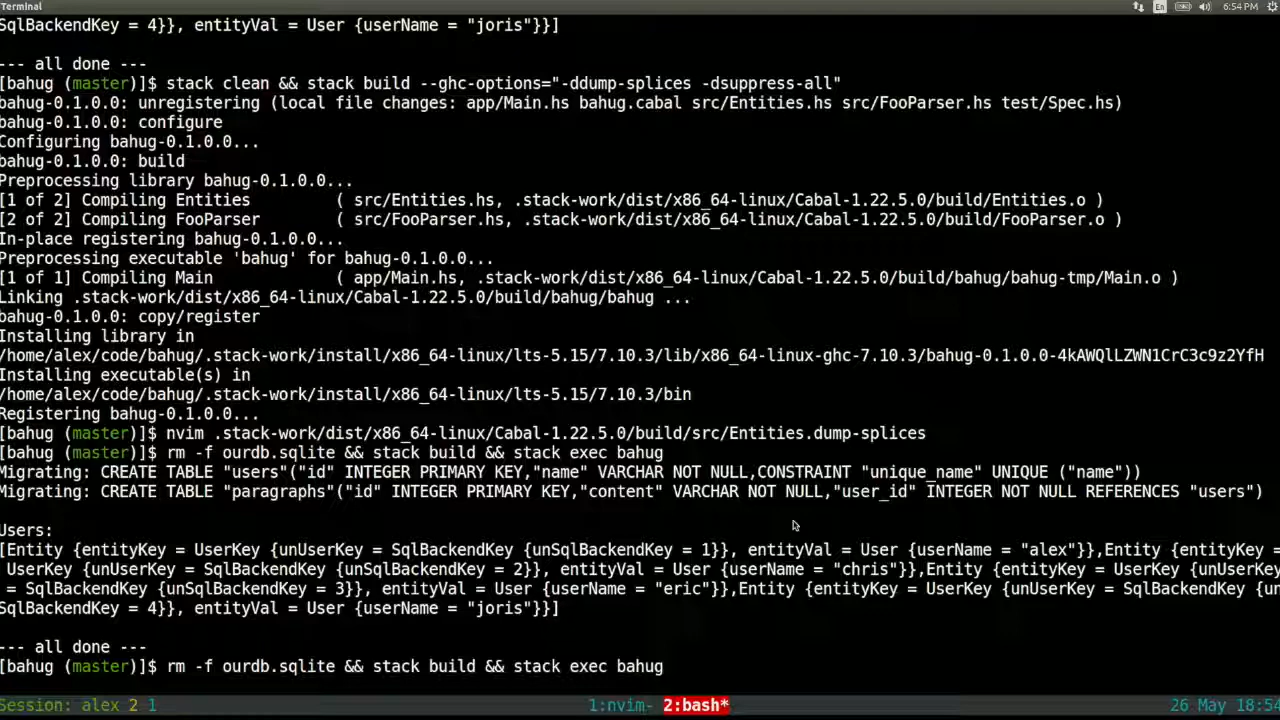 Terminal
En
6:54 PM
SqlBackendKey = 4}}, entityVal = User {userName = "joris"}}]
--- all done ---
[bahug (master)]$ stack clean && stack build --ghc-options="-ddump-splices -dsuppress-all"
bahug-0.1.0.0: unregistering (local file changes: app/Main.hs bahug.cabal src/Entities.hs src/FooParser.hs test/Spec.hs)
bahug-0.1.0.0: configure
Configuring bahug-0.1.0.0...
bahug-0.1.0.0: build
Preprocessing library bahug-0.1.0.0...
[1 of 2] Compiling Entities         ( src/Entities.hs, .stack-work/dist/x86_64-linux/Cabal-1.22.5.0/build/Entities.o )
[2 of 2] Compiling FooParser        ( src/FooParser.hs, .stack-work/dist/x86_64-linux/Cabal-1.22.5.0/build/FooParser.o )
In-place registering bahug-0.1.0.0...
Preprocessing executable 'bahug' for bahug-0.1.0.0...
[1 of 1] Compiling Main             ( app/Main.hs, .stack-work/dist/x86_64-linux/Cabal-1.22.5.0/build/bahug/bahug-tmp/Main.o )
Linking .stack-work/dist/x86_64-linux/Cabal-1.22.5.0/build/bahug/bahug ...
bahug-0.1.0.0: copy/register
Installing library in
/home/alex/code/bahug/.stack-work/install/x86_64-linux/lts-5.15/7.10.3/lib/x86_64-linux-ghc-7.10.3/bahug-0.1.0.0-4kAWQlLZWN1CrC3c9z2YfH
Installing executable(s) in
/home/alex/code/bahug/.stack-work/install/x86_64-linux/lts-5.15/7.10.3/bin
Registering bahug-0.1.0.0...
[bahug (master)]$ nvim .stack-work/dist/x86_64-linux/Cabal-1.22.5.0/build/src/Entities.dump-splices
[bahug (master)]$ rm -f ourdb.sqlite && stack build && stack exec bahug
Migrating: CREATE TABLE "users"("id" INTEGER PRIMARY KEY,"name" VARCHAR NOT NULL,CONSTRAINT "unique_name" UNIQUE ("name"))
Migrating: CREATE TABLE "paragraphs"("id" INTEGER PRIMARY KEY,"content" VARCHAR NOT NULL,"user_id" INTEGER NOT NULL REFERENCES "users")
Users:
[Entity {entityKey = UserKey {unUserKey = SqlBackendKey {unSqlBackendKey = 1}}, entityVal = User {userName = "alex"}},Entity {entityKey =
UserKey {unUserKey = SqlBackendKey {unSqlBackendKey = 2}}, entityVal = User {userName = "chris"}},Entity {entityKey = UserKey {unUserKey
= SqlBackendKey {unSqlBackendKey = 3}}, entityVal = User {userName = "eric"}},Entity {entityKey = UserKey {unUserKey = SqlBackendKey {un
SqlBackendKey = 4}}, entityVal = User {userName = "joris"}}]
--- all done ---
[bahug (master)]$ rm -f ourdb.sqlite && stack build && stack exec bahug
Session: alex 2 1
1:nvim- 2:bash*
26 May 18:54